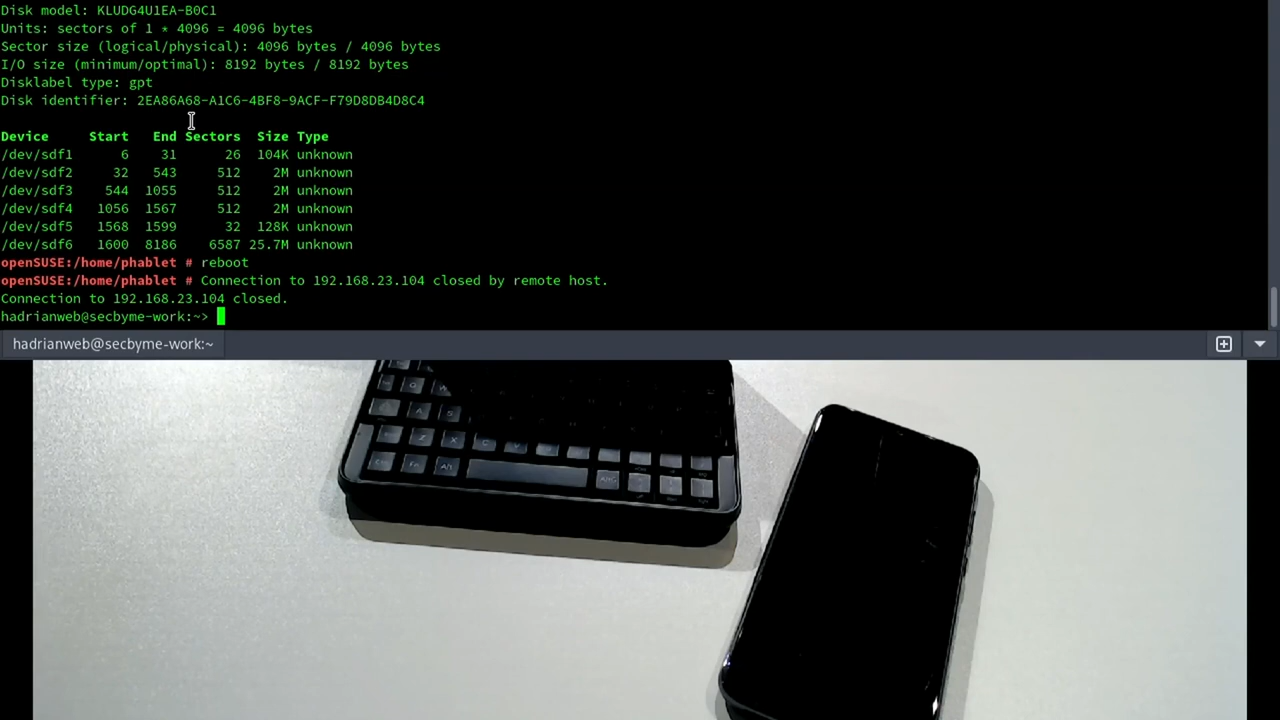 Disk model: KLUDG4U1EA-B0C1
Units: sectors of 1 * 4096 = 4096 bytes
Sector size (logical/physical): 4096 bytes / 4096 bytes
I/O size (minimum/optimal): 8192 bytes / 8192 bytes
Disklabel type: gpt
Disk identifier: 2EA86A68-A1C6-4BF8-9ACF-F79D8DB4D8C4
Device Start End Sectors Size Type
/dev/sdf1 6 31 26 104K unknown
/dev/sdf2 32 543 512 2M unknown
/dev/sdf3 544 1055 512 2M unknown
/dev/sdf4 1056 1567 512 2M unknown
/dev/sdf5 1568 1599 32 128K unknown
/dev/sdf6 1600 8186 6587 25.7M unknown
openSUSE:/home/phablet # reboot
openSUSE:/home/phablet # Connection to 192.168.23.104 closed by remote host.
Connection to 192.168.23.104 closed.
hadrianweb@secbyme-work:~>
hadrianweb@secbyme-work:~
Q W
A S
Z X C V
Fn Alt